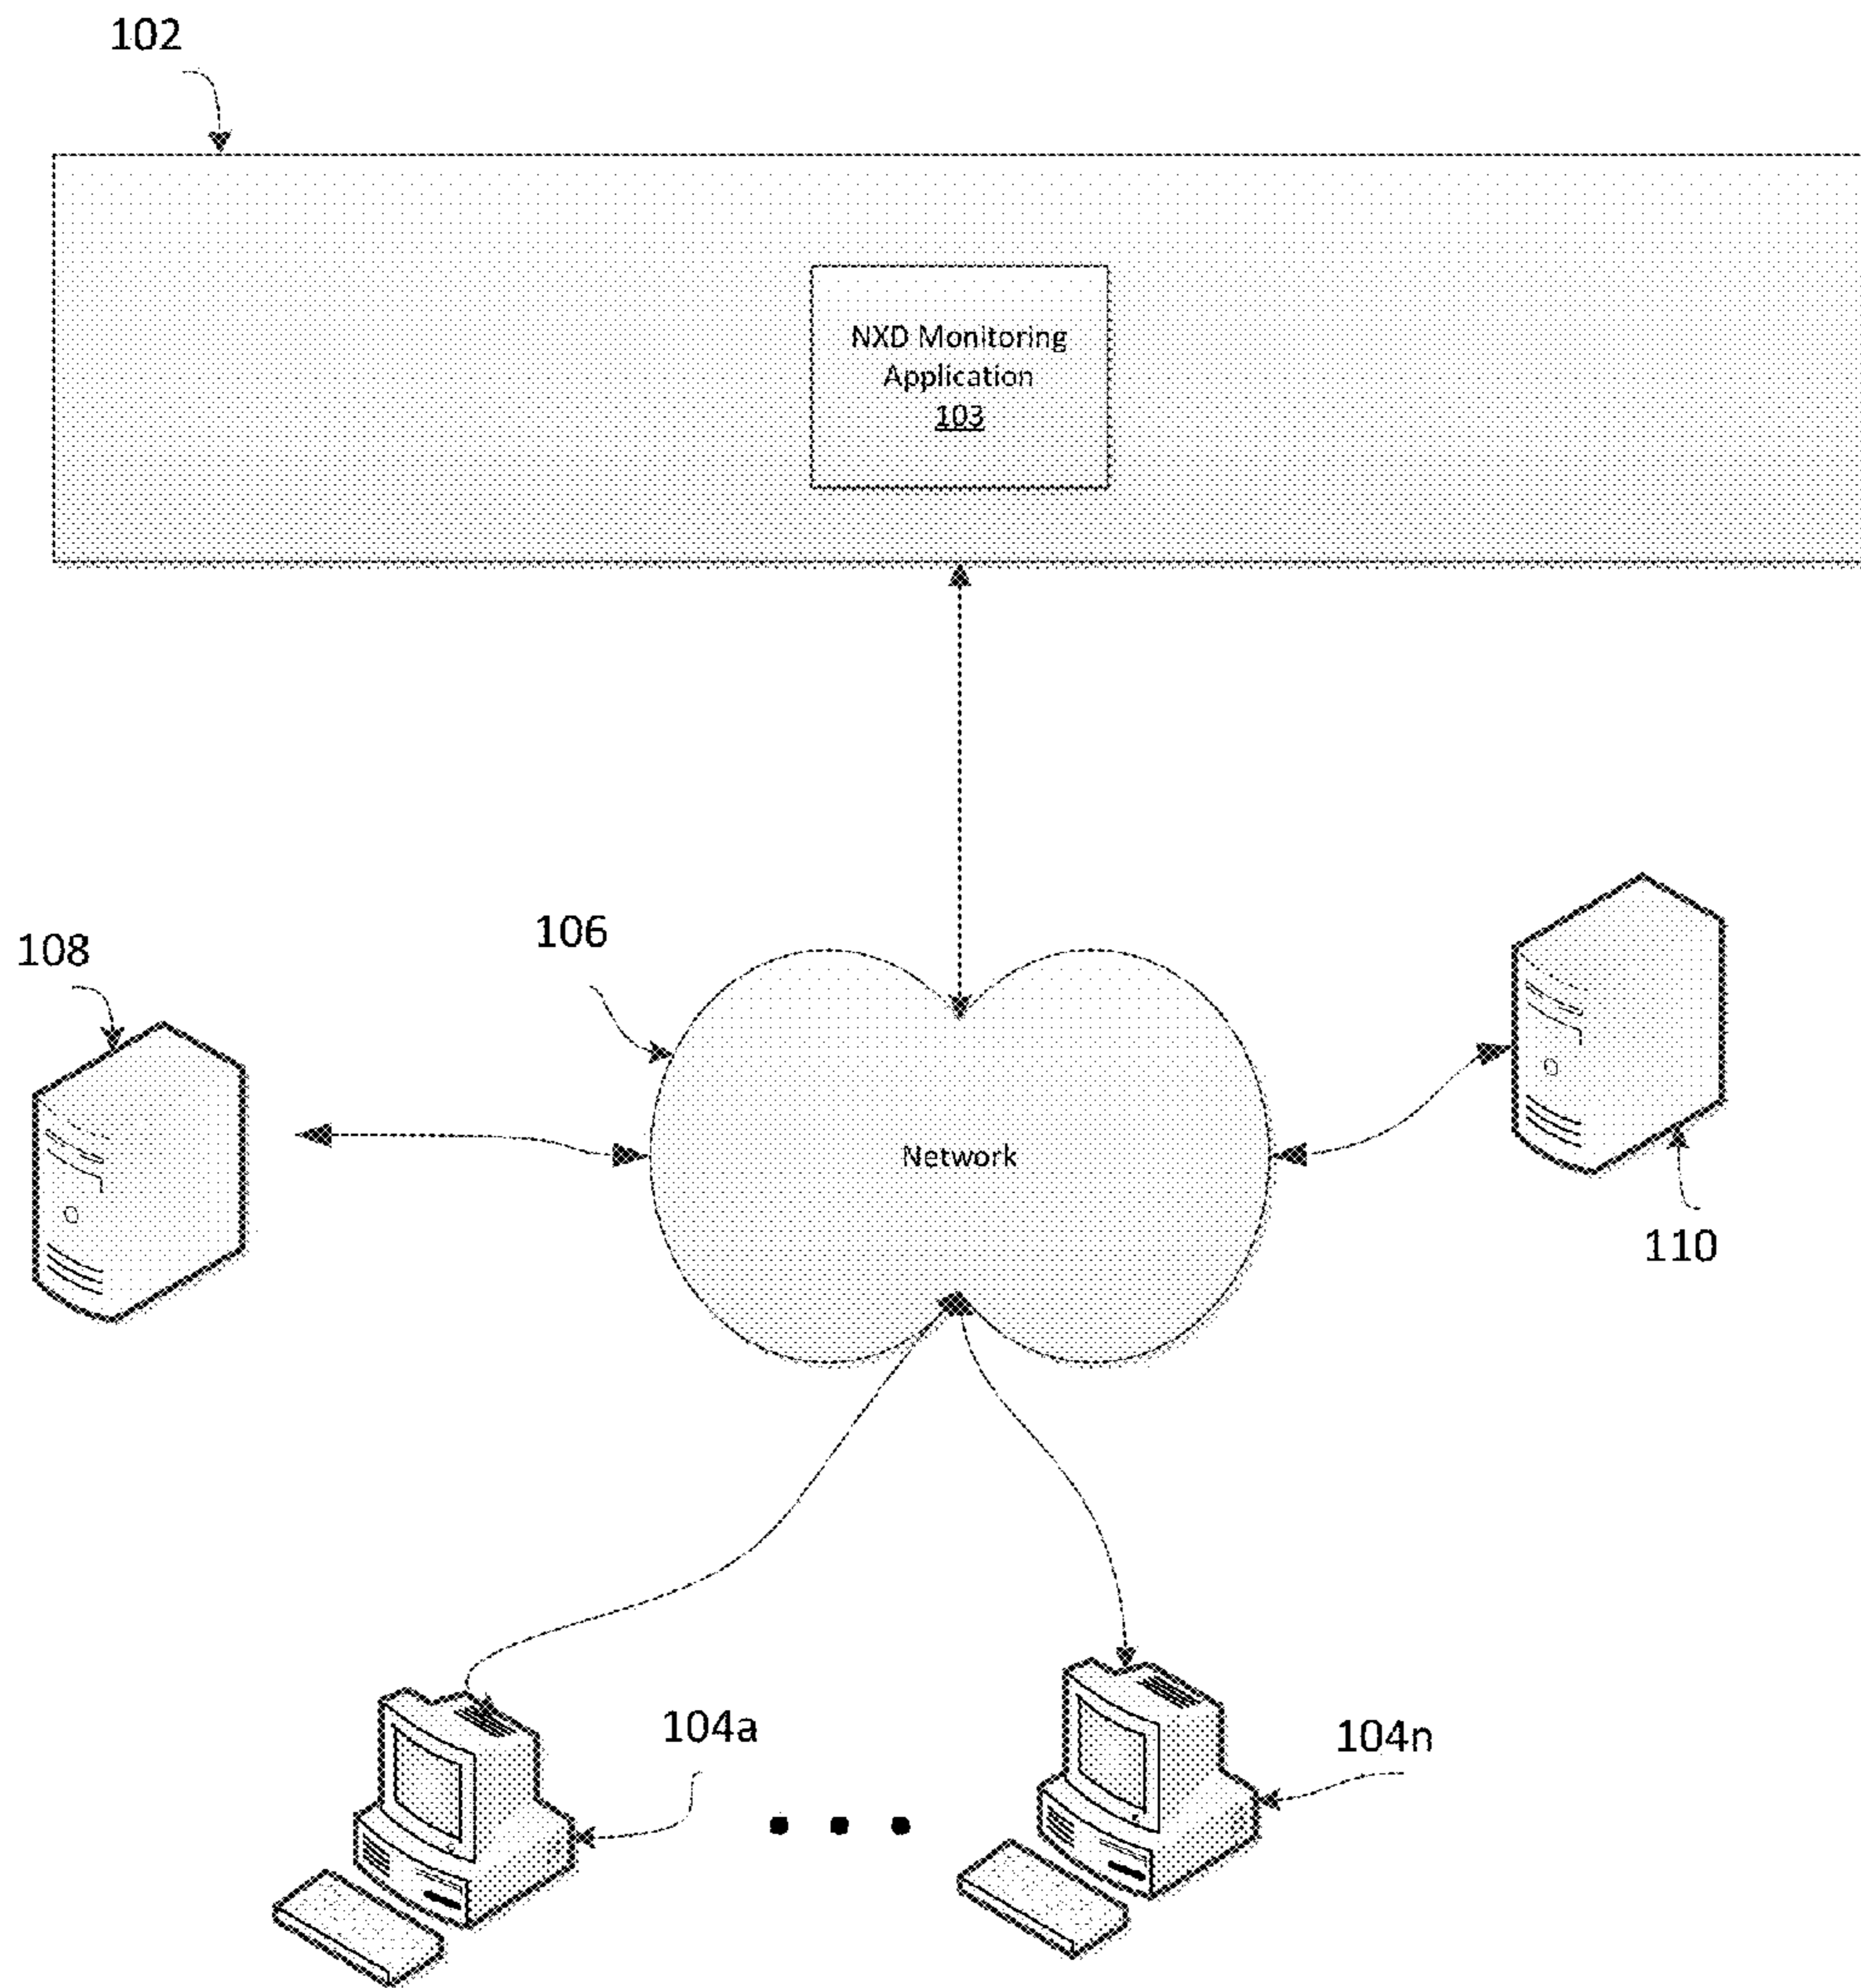 102
NXD Monitoring
Application
103
108
106
Network
110
104a
104n